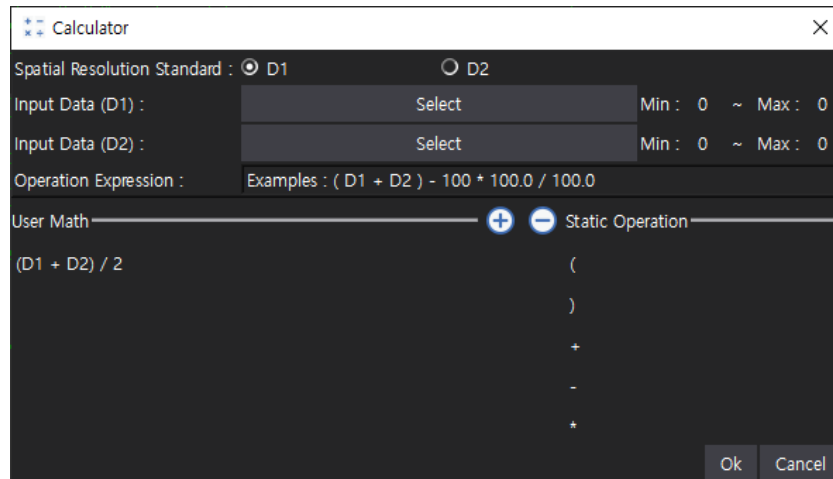 Calculator
Spatial Resolution Standard : D1 D2
Input Data (D1) : Select Min : 0 ~ Max : 0
Input Data (D2) : Select Min : 0 ~ Max : 0
Operation Expression : Examples : ( D1 + D2 ) - 100 * 100.0 / 100.0
User Math Static Operation
(D1 + D2) / 2 (
)
+
-
*
Ok Cancel